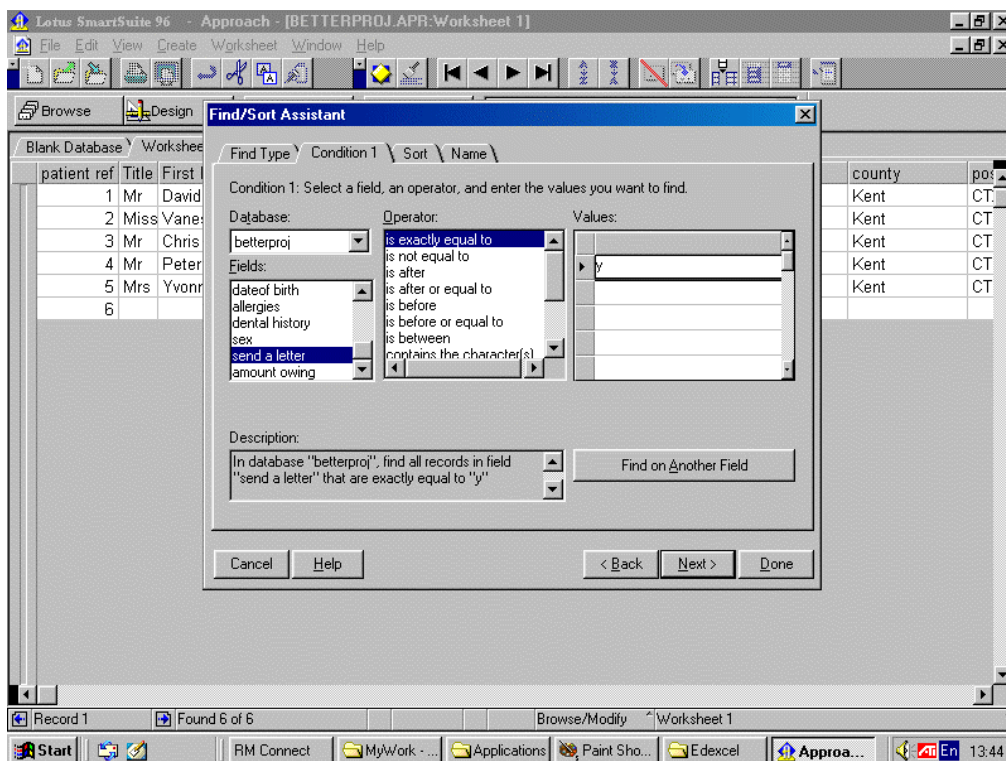 Lotus SmartSuite 96 - Approach - [BETTERPROJ.APR:Worksheet 1]
File Edit View Create Worksheet Window Help
Browse Design
Find/Sort Assistant
Blank Database Workshee
Find Type Condition 1 Sort Name
patient ref Title First county pos
Condition 1: Select a field, an operator, and enter the values you want to find.
1 Mr David Kent CT
2 Miss Vanes Kent CT
3 Mr Chris Kent CT
4 Mr Peter Kent CT
5 Mrs Yvonn Kent CT
6
Database:
betterproj
Fields:
dateof birth
allergies
dental history
sex
send a letter
amount owing
Operator:
is exactly equal to
is not equal to
is after
is after or equal to
is before
is before or equal to
is between
contains the character(s)
Values:
y
Description:
In database "betterproj", find all records in field
"send a letter" that are exactly equal to "y"
Find on Another Field
Cancel Help < Back Next > Done
Record 1 Found 6 of 6 Browse/Modify Worksheet 1
Start RM Connect MyWork - ... Applications Paint Sho... Edexcel Approa... ATI En 13:44